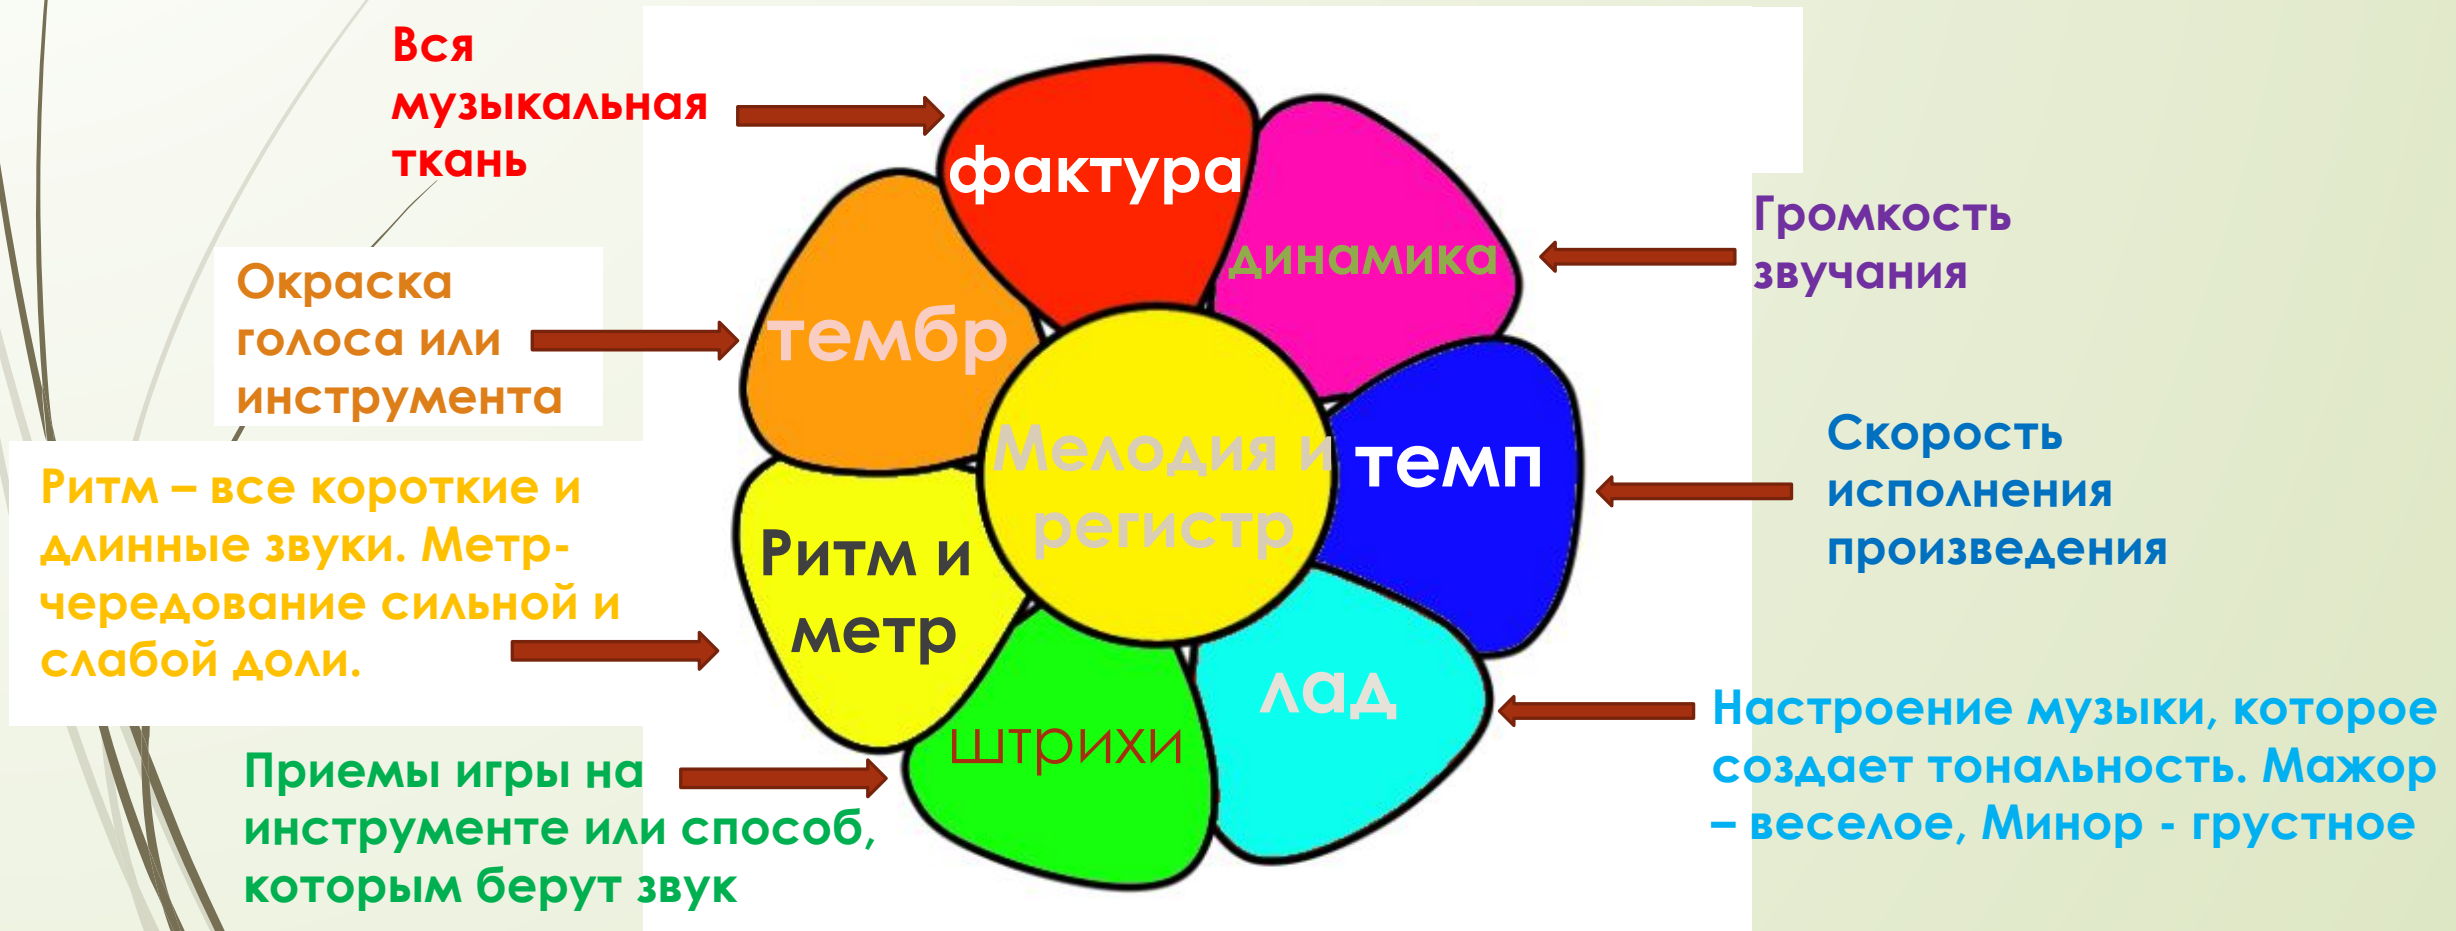 Вся
музыкальная
ткань
фактура
динамика
Громкость
звучания
Окраска
голоса или
инструмента
тембр
Мелодия и
регистр
темп
Скорость
исполнения
произведения
Ритм – все короткие и
длинные звуки. Метр-
чередование сильной и
слабой доли.
Ритм и
метр
лад
Настроение музыки, которое
создает тональность. Мажор
– веселое, Минор - грустное
штрихи
Приемы игры на
инструменте или способ,
которым берут звук